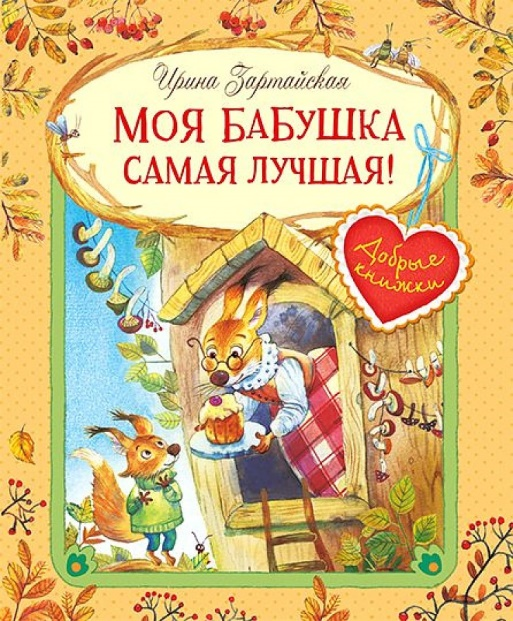 Ирина Зартайская
МОЯ БАБУШКА
САМАЯ ЛУЧШАЯ!
Добрые
книжки